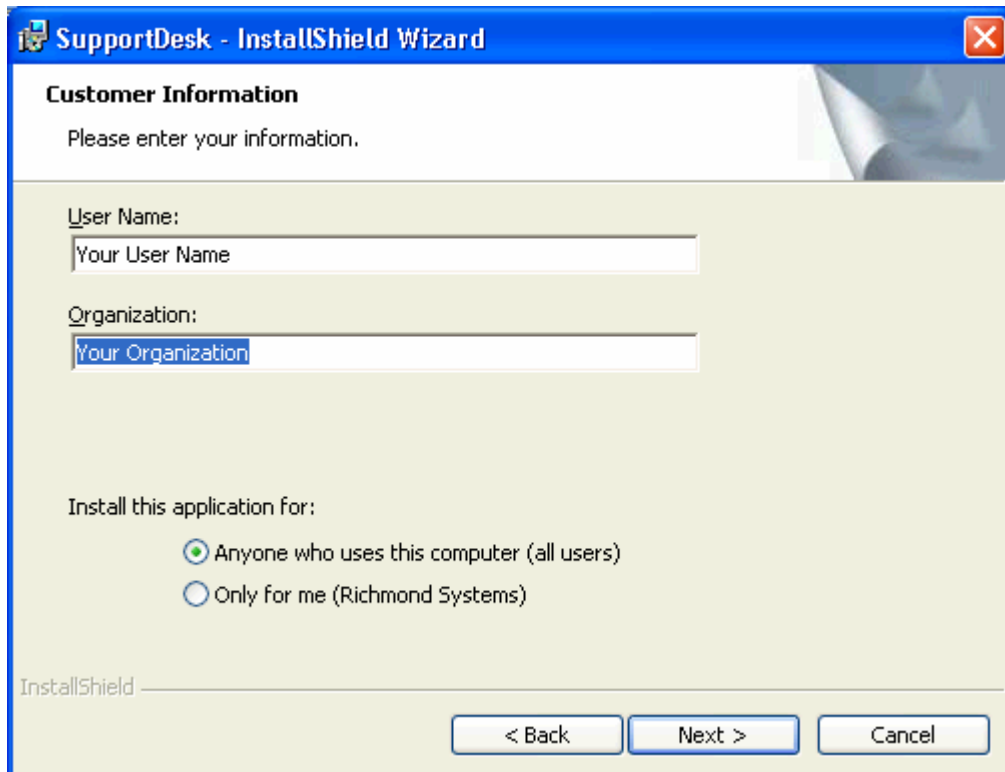 SupportDesk - InstallShield Wizard
Customer Information
Please enter your information.
User Name:
Your User Name
Organization:
Your Organization
Install this application for:
Anyone who uses this computer (all users)
Only for me (Richmond Systems)
InstallShield
< Back Next > Cancel